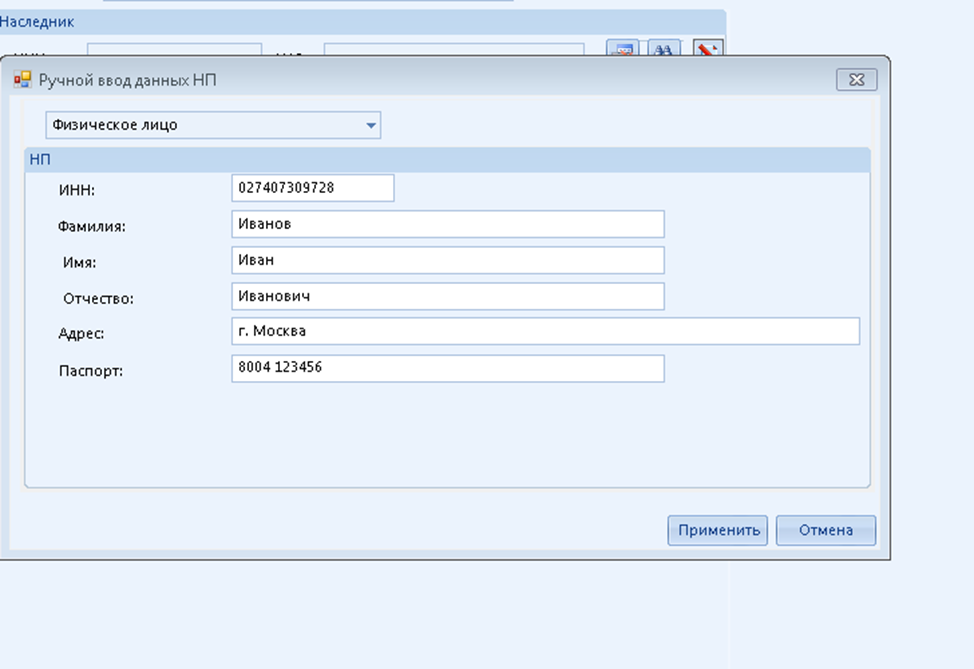 Наследник
Ручной ввод данных НП
Физическое лицо
НП
ИНН: 027407309728
Фамилия: Иванов
Имя: Иван
Отчество: Иванович
Адрес: г. Москва
Паспорт: 8004 123456
Применить Отмена